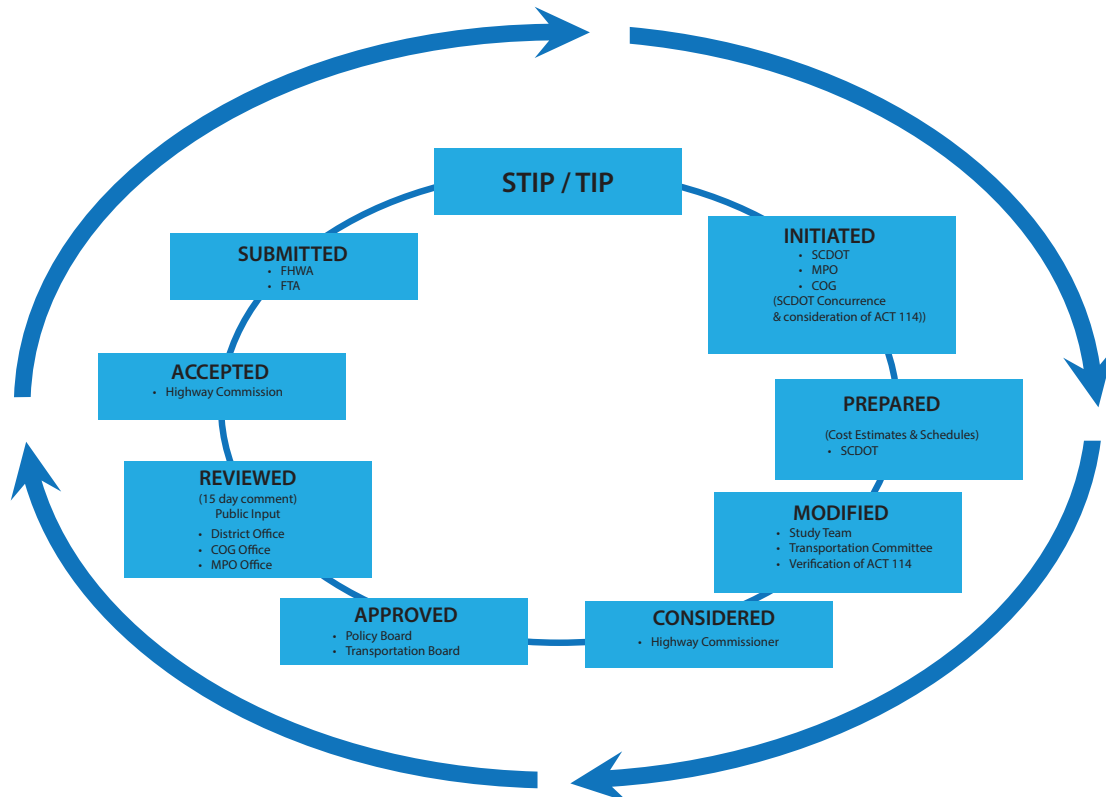 STIP / TIP
INITIATED
• SCDOT
• MPO
• COG
(SCDOT Concurrence
& consideration of ACT 114))
PREPARED
(Cost Estimates & Schedules)
• SCDOT
MODIFIED
• Study Team
• Transportation Committee
• Verification of ACT 114
CONSIDERED
• Highway Commissioner
APPROVED
• Policy Board
• Transportation Board
REVIEWED
(15 day comment)
Public Input
• District Office
• COG Office
• MPO Office
ACCEPTED
• Highway Commission
SUBMITTED
• FHWA
• FTA